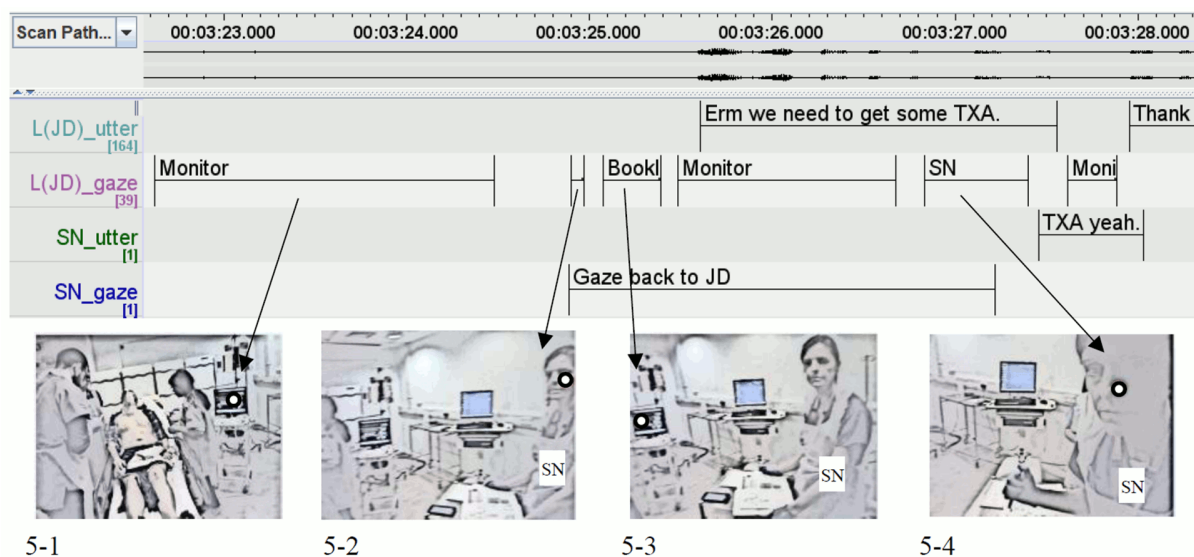 Scan Path...
00:03:23.000 00:03:24.000 00:03:25.000 00:03:26.000 00:03:27.000 00:03:28.000
L(JD)_utter
[164]
Erm we need to get some TXA. Thank
L(JD)_gaze
[39]
Monitor Bookl Monitor SN Moni
SN_utter
[1]
TXA yeah.
SN_gaze
[1]
Gaze back to JD
SN SN SN
5-1 5-2 5-3 5-4